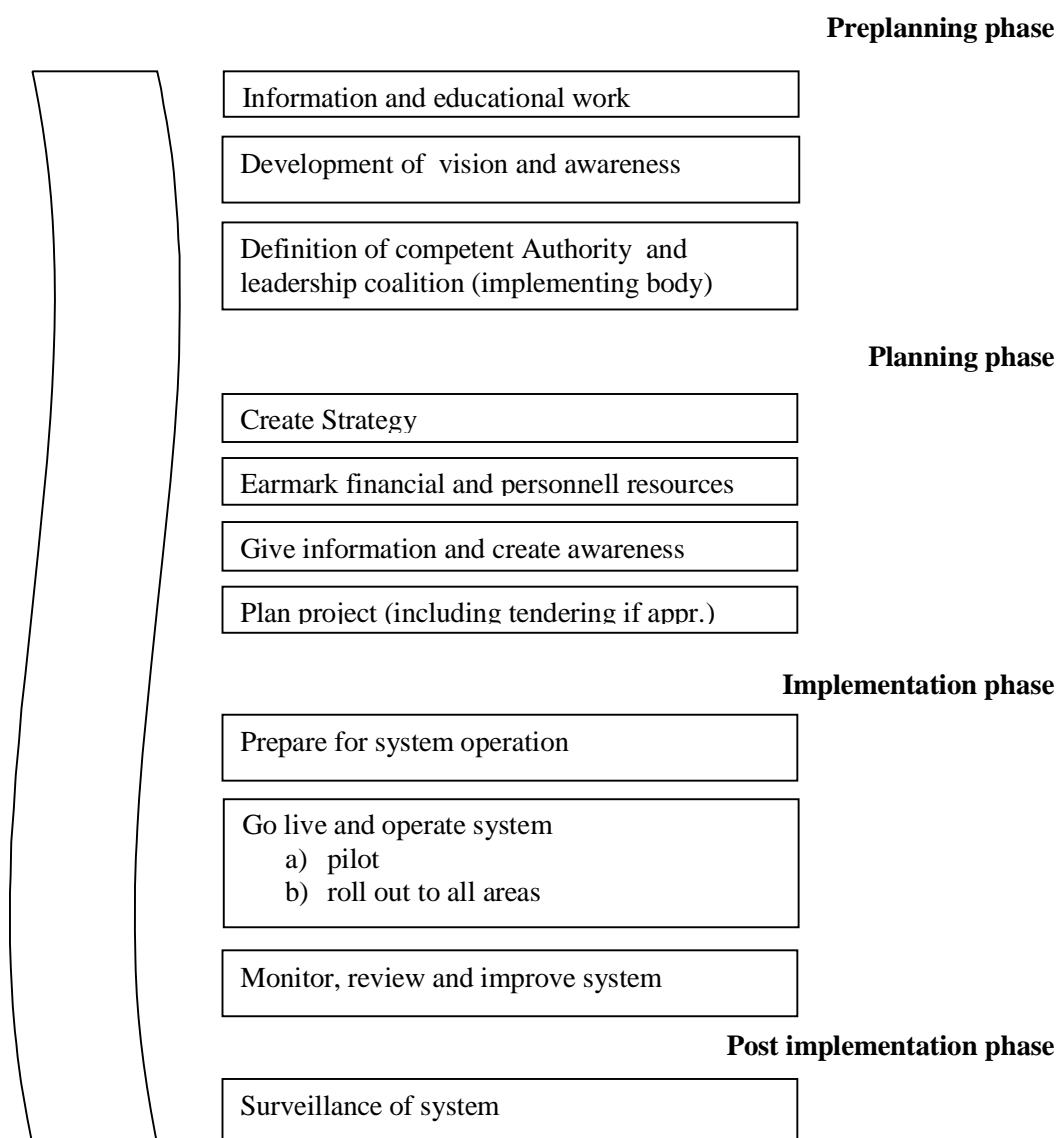 Preplanning phase
Information and educational work
Development of  vision and awareness
Definition of competent Authority  and
leadership coalition (implementing body)
Planning phase
Create Strategy
Earmark financial and personnell resources
Give information and create awareness
Plan project (including tendering if appr.)
Implementation phase
Prepare for system operation
Go live and operate system
a) pilot
b) roll out to all areas
Monitor, review and improve system
Post implementation phase
Surveillance of system